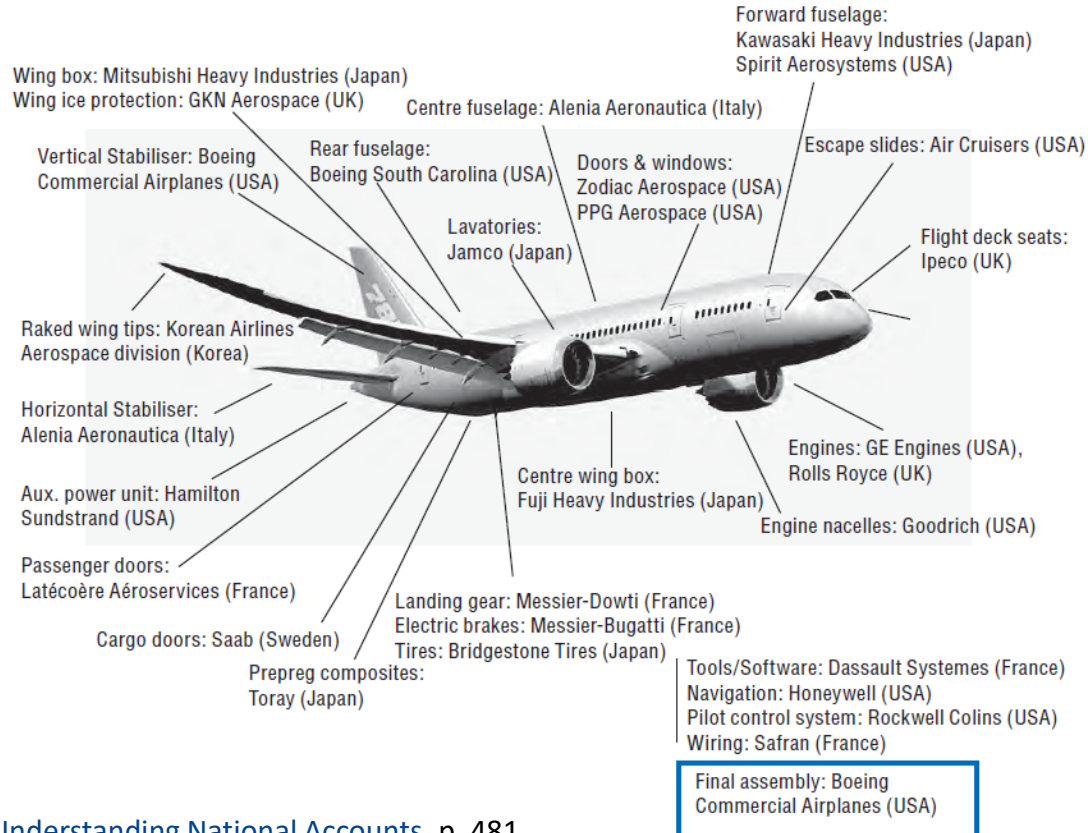 Forward fuselage:
Kawasaki Heavy Industries (Japan)
Spirit Aerosystems (USA)
Wing box: Mitsubishi Heavy Industries (Japan)
Wing ice protection: GKN Aerospace (UK)
Centre fuselage: Alenia Aeronautica (Italy)
Escape slides: Air Cruisers (USA)
Vertical Stabiliser: Boeing
Commercial Airplanes (USA)
Rear fuselage:
Boeing South Carolina (USA)
Doors & windows:
Zodiac Aerospace (USA)
PPG Aerospace (USA)
Lavatories:
Jamco (Japan)
Flight deck seats:
Ipeco (UK)
Raked wing tips: Korean Airlines
Aerospace division (Korea)
Horizontal Stabiliser:
Alenia Aeronautica (Italy)
Engines: GE Engines (USA),
Rolls Royce (UK)
Centre wing box:
Fuji Heavy Industries (Japan)
Aux. power unit: Hamilton
Sundstrand (USA)
Engine nacelles: Goodrich (USA)
Passenger doors:
Latécoère Aéroservices (France)
Landing gear: Messier-Dowti (France)
Electric brakes: Messier-Bugatti (France)
Tires: Bridgestone Tires (Japan)
Cargo doors: Saab (Sweden)
Prepreg composites:
Toray (Japan)
Tools/Software: Dassault Systemes (France)
Navigation: Honeywell (USA)
Pilot control system: Rockwell Colins (USA)
Wiring: Safran (France)
Final assembly: Boeing
Commercial Airplanes (USA)
National Accounts, p. 481